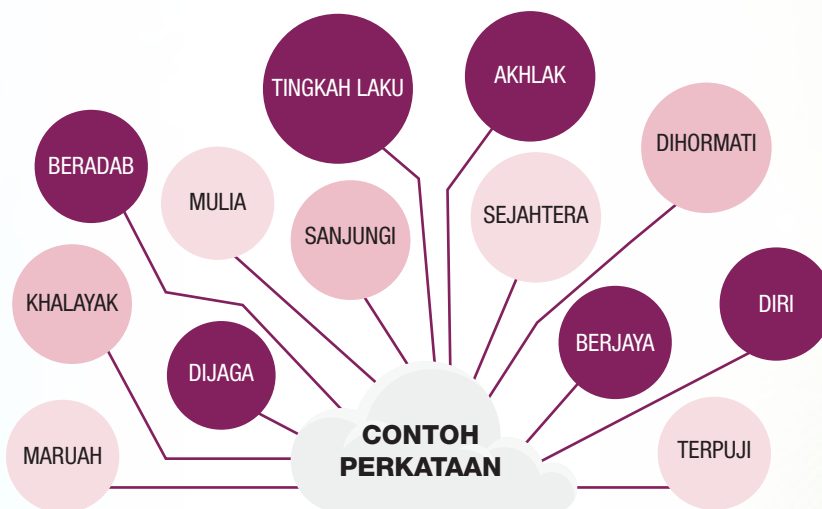 TINGKAH LAKU
AKHLAK
DIHORMATI
BERADAB
MULIA
SEJAHTERA
SANJUNGI
KHALAYAK
DIRI
BERJAYA
DIJAGA
CONTOH
PERKATAAN
MARUAH
TERPUJI